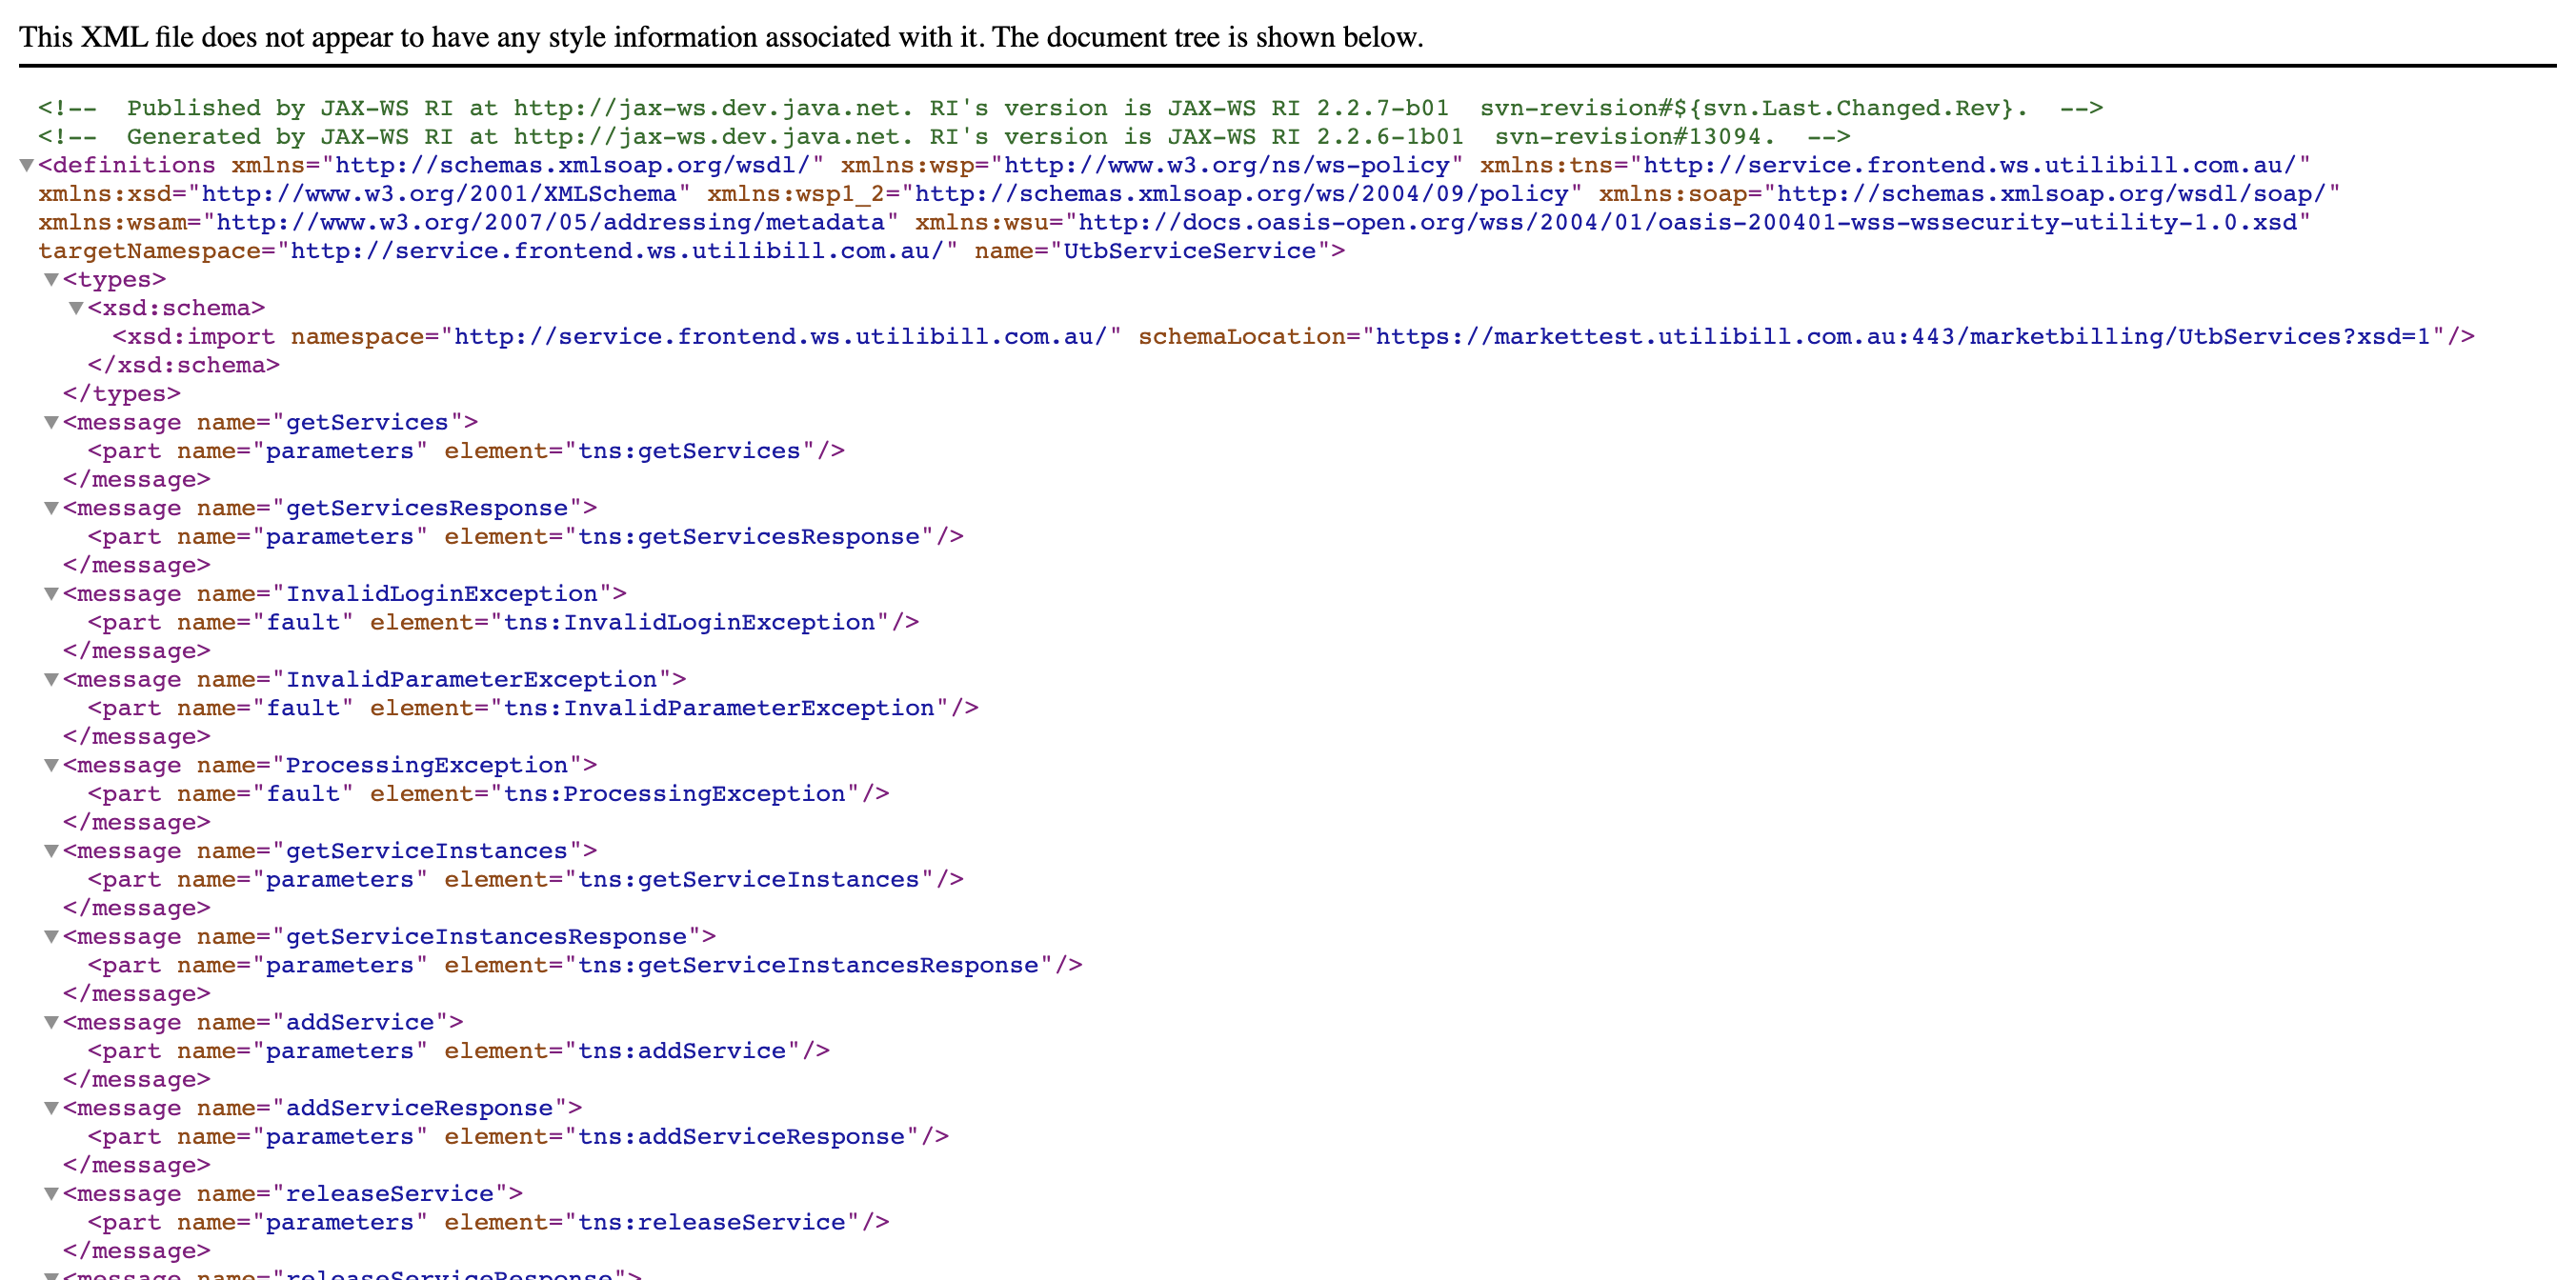 This XML file does not appear to have any style information associated with it. The document tree is shown below.
<!--  Published by JAX-WS RI at http://jax-ws.dev.java.net. RI's version is JAX-WS RI 2.2.7-b01  svn-revision#${svn.Last.Changed.Rev}.  -->
<!--  Generated by JAX-WS RI at http://jax-ws.dev.java.net. RI's version is JAX-WS RI 2.2.6-1b01  svn-revision#13094.  -->
▼<definitions xmlns="http://schemas.xmlsoap.org/wsdl/" xmlns:wsp="http://www.w3.org/ns/ws-policy" xmlns:tns="http://service.frontend.ws.utilibill.com.au/"
xmlns:xsd="http://www.w3.org/2001/XMLSchema" xmlns:wsp1_2="http://schemas.xmlsoap.org/ws/2004/09/policy" xmlns:soap="http://schemas.xmlsoap.org/wsdl/soap/"
xmlns:wsam="http://www.w3.org/2007/05/addressing/metadata" xmlns:wsu="http://docs.oasis-open.org/wss/2004/01/oasis-200401-wss-wssecurity-utility-1.0.xsd"
targetNamespace="http://service.frontend.ws.utilibill.com.au/" name="UtbServiceService">
▼<types>
▼<xsd:schema>
<xsd:import namespace="http://service.frontend.ws.utilibill.com.au/" schemaLocation="https://markettest.utilibill.com.au:443/marketbilling/UtbServices?xsd=1"/>
</xsd:schema>
</types>
▼<message name="getServices">
<part name="parameters" element="tns:getServices"/>
</message>
▼<message name="getServicesResponse">
<part name="parameters" element="tns:getServicesResponse"/>
</message>
▼<message name="InvalidLoginException">
<part name="fault" element="tns:InvalidLoginException"/>
</message>
▼<message name="InvalidParameterException">
<part name="fault" element="tns:InvalidParameterException"/>
</message>
▼<message name="ProcessingException">
<part name="fault" element="tns:ProcessingException"/>
</message>
▼<message name="getServiceInstances">
<part name="parameters" element="tns:getServiceInstances"/>
</message>
▼<message name="getServiceInstancesResponse">
<part name="parameters" element="tns:getServiceInstancesResponse"/>
</message>
▼<message name="addService">
<part name="parameters" element="tns:addService"/>
</message>
▼<message name="addServiceResponse">
<part name="parameters" element="tns:addServiceResponse"/>
</message>
▼<message name="releaseService">
<part name="parameters" element="tns:releaseService"/>
</message>
▼<message name="releaseServiceResponse">